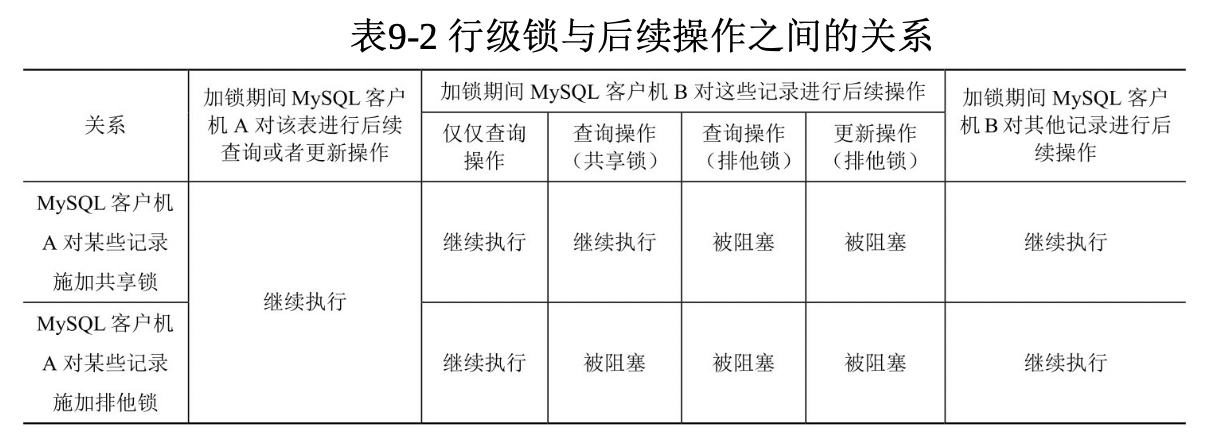 表9-2 行级锁与后续操作之间的关系
关系
加锁期间 MySQL 客户
机 A 对该表进行后续
查询或者更新操作
加锁期间 MySQL 客户机 B 对这些记录进行后续操作
仅仅查询
操作
查询操作
（共享锁）
查询操作
（排他锁）
更新操作
（排他锁）
加锁期间 MySQL 客户
机 B 对其他记录进行后
续操作
MySQL 客户机
A 对某些记录
施加共享锁
继续执行
继续执行
继续执行
被阻塞
被阻塞
继续执行
MySQL 客户机
A 对某些记录
施加排他锁
继续执行
被阻塞
被阻塞
被阻塞
继续执行